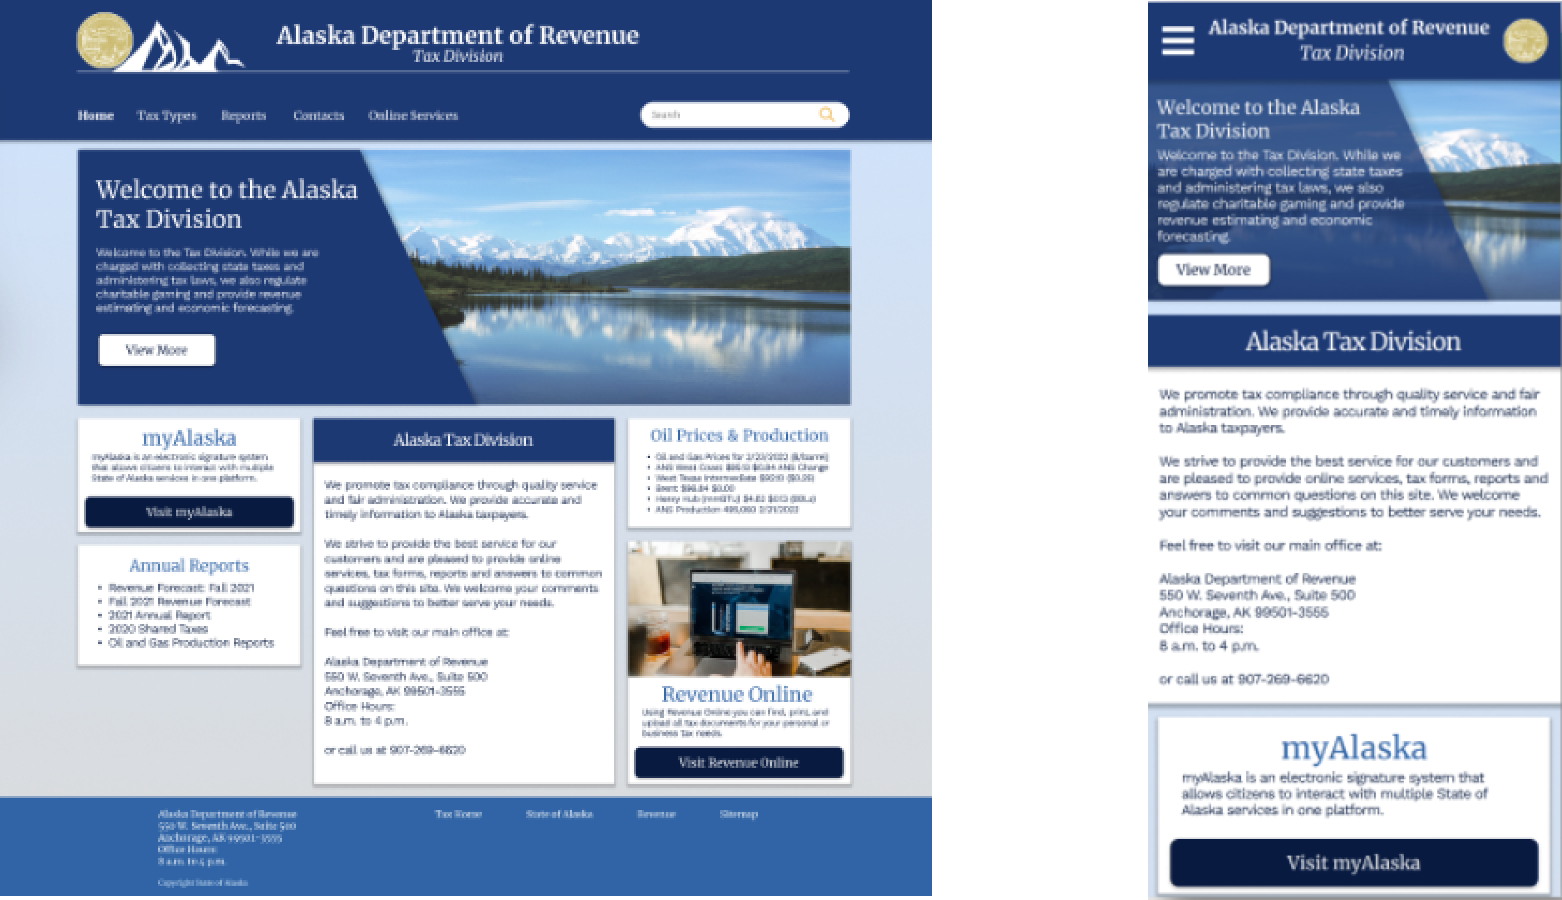 Alaska Department of Revenue
Tax Division
Home Tax Types Reports Contacts Online Services Search
Welcome to the Alaska
Tax Division
Welcome to the Tax Division. While we are
charged with collecting state taxes and
administering tax laws, we also regulate
charitable gaming and provide revenue
estimating and economic forecasting.
View More
myAlaska
myAlaska is an electronic signature system
that allows citizens to interact with multiple
State of Alaska services in one platform.
Visit myAlaska
Annual Reports
• Revenue Forecast: Fall 2021
• Fall 2021 Revenue Forecast
• 2021 Annual Report
• 2020 Shared Taxes
• Oil and Gas Production Reports
Alaska Tax Division
We promote tax compliance through quality service
and fair administration. We provide accurate and
timely information to Alaska taxpayers.
We strive to provide the best service for our
customers and are pleased to provide online
services, tax forms, reports and answers to common
questions on this site. We welcome your comments
and suggestions to better serve your needs.
Feel free to visit our main office at:
Alaska Department of Revenue
550 W. Seventh Ave., Suite 500
Anchorage, AK 99501-3555
Office Hours:
8 a.m. to 4 p.m.
or call us at 907-269-6620
Oil Prices & Production
• Oil and Gas Prices for 2/22/2022 ($/barrel)
• ANS West Coast ANS Change
• West Texas Intermediate
• Brent $96.84 $0.00
• Henry Hub (mmBTU)
• ANS Production 2/21/2022
Revenue Online
Using Revenue Online you can find, print, and
upload all tax documents for your personal or
business tax needs.
Visit Revenue Online
Alaska Department of Revenue
550 W. Seventh Ave., Suite 500
Anchorage, AK 99501-3555
Office Hours:
8 a.m. to 4 p.m.
Copyright State of Alaska
Tax Home State of Alaska Revenue Sitemap
Alaska Department of Revenue
Tax Division
Welcome to the Alaska
Tax Division
Welcome to the Tax Division. While we
are charged with collecting state taxes
and administering tax laws, we also
regulate charitable gaming and provide
revenue estimating and economic
forecasting.
View More
Alaska Tax Division
We promote tax compliance through quality service and fair
administration. We provide accurate and timely information
to Alaska taxpayers.
We strive to provide the best service for our customers and
are pleased to provide online services, tax forms, reports and
answers to common questions on this site. We welcome
your comments and suggestions to better serve your needs.
Feel free to visit our main office at:
Alaska Department of Revenue
550 W. Seventh Ave., Suite 500
Anchorage, AK 99501-3555
Office Hours:
8 a.m. to 4 p.m.
or call us at 907-269-6620
myAlaska
myAlaska is an electronic signature system that
allows citizens to interact with multiple State of
Alaska services in one platform.
Visit myAlaska